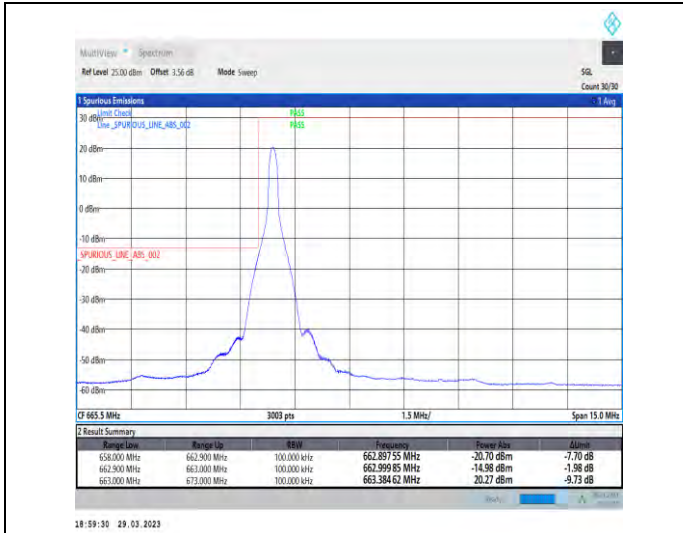 MultiView Spectrum
Ref Level 25.00 dBm Offset 3.56 dB Mode Sweep SGL
Count 30/30
1 Spurious Emissions 1 Avg
30 dBm Limit Check PASS
Line _SPURIOUS_LINE_ABS_002 PASS
20 dBm
10 dBm
0 dBm
-10 dBm
_SPURIOUS_LINE_ABS_002
-20 dBm
-30 dBm
-40 dBm
-50 dBm
-60 dBm
CF 665.5 MHz 3003 pts 1.5 MHz/ Span 15.0 MHz
2 Result Summary
Range Low Range Up RBW Frequency Power Abs ΔLimit
658.000 MHz 662.900 MHz 100.000 kHz 662.897 55 MHz -20.70 dBm -7.70 dB
662.900 MHz 663.000 MHz 100.000 kHz 662.999 85 MHz -14.98 dBm -1.98 dB
663.000 MHz 673.000 MHz 100.000 kHz 663.384 62 MHz 20.27 dBm -9.73 dB
Ready
18:59:30 29.03.2023